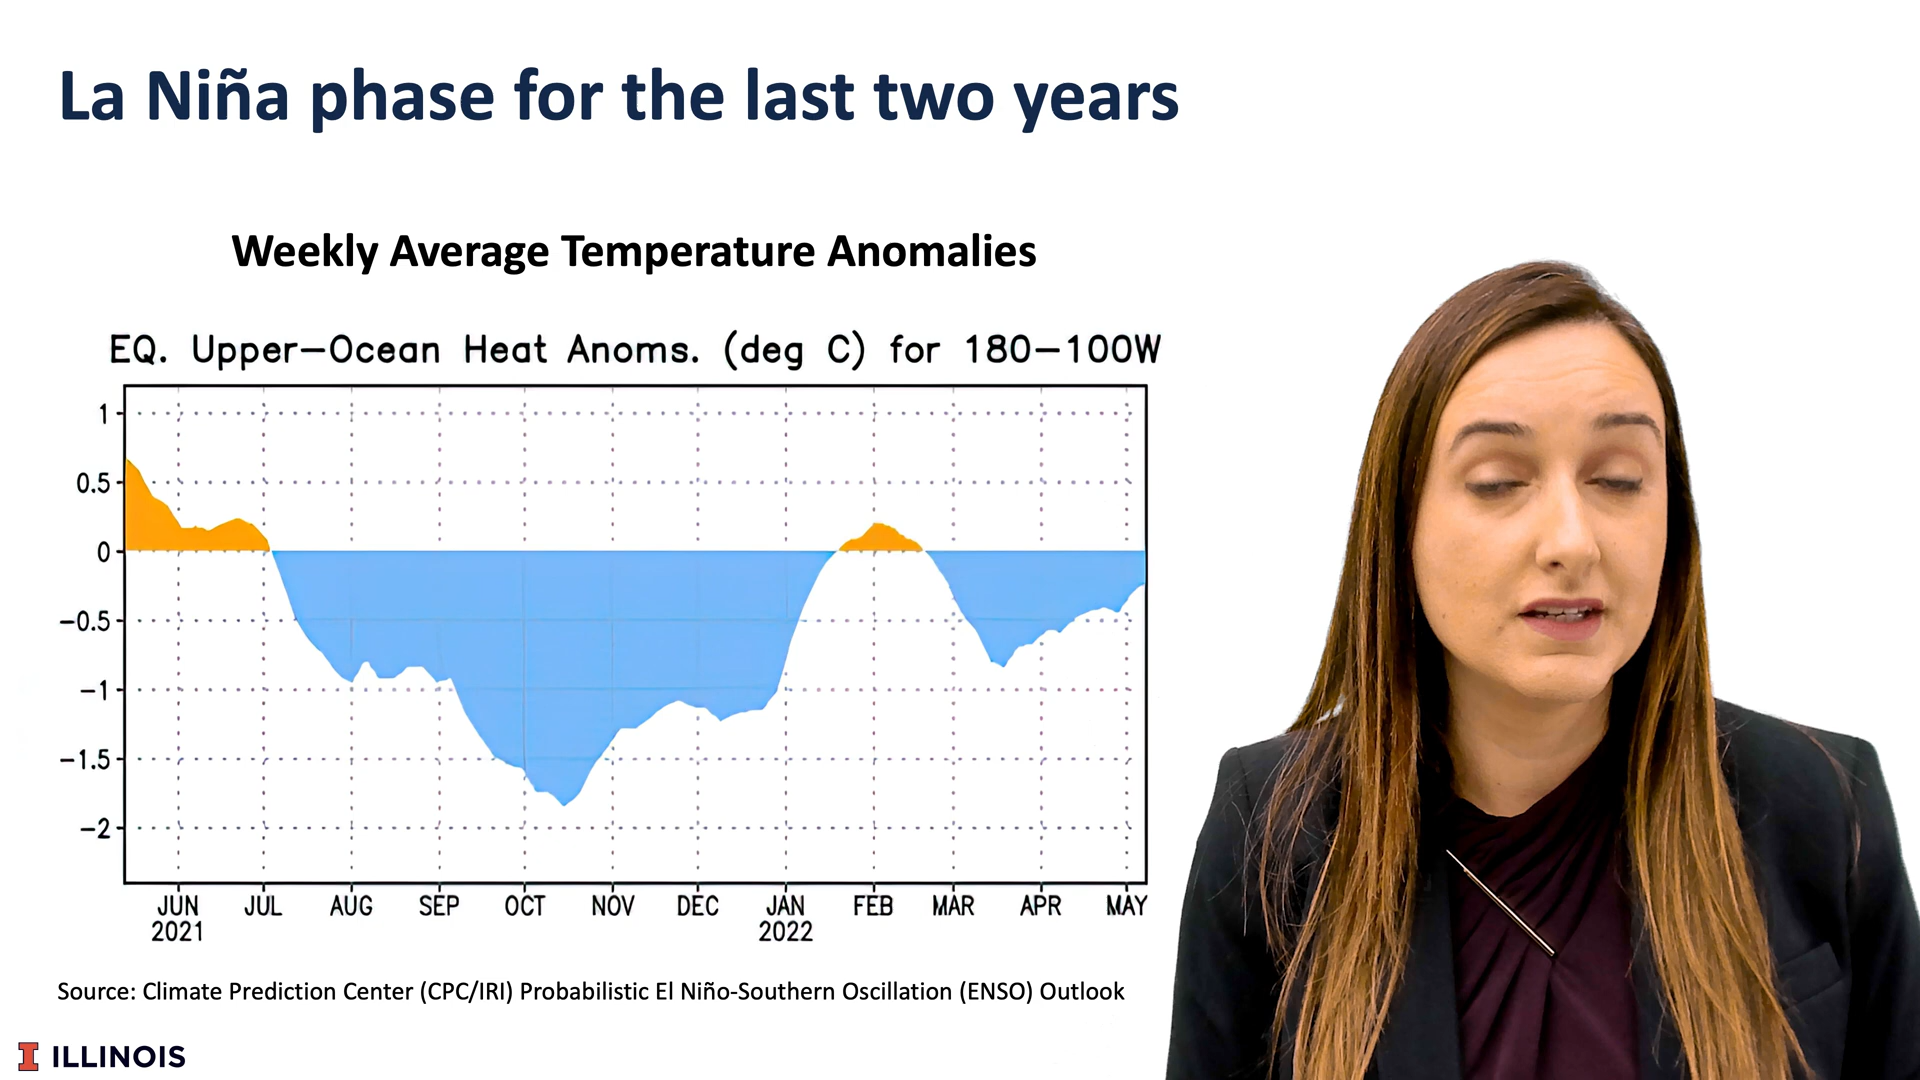 La Niña phase for the last two years
Weekly Average Temperature Anomalies
EQ. Upper-Ocean Heat Anoms. (deg C) for 180-100W
1
0.5
0
-0.5
-1
-1.5
-2
JUN JUL AUG SEP OCT NOV DEC JAN FEB MAR APR MAY
2021 2022
Source: Climate Prediction Center (CPC/IRI) Probabilistic El Niño-Southern Oscillation (ENSO) Outlook
I ILLINOIS